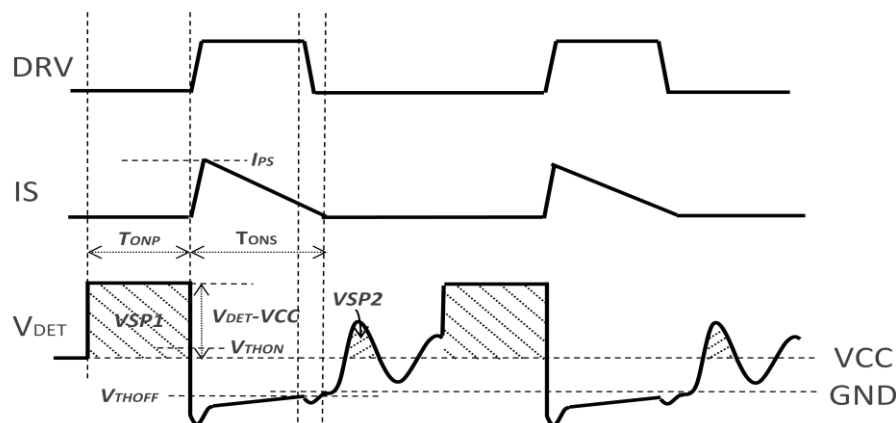 DRV
IPS
IS
TONP
TONS
VSP2
VDET
VSP1
VDET-VCC
VTHON
VCC
VTHOFF
GND